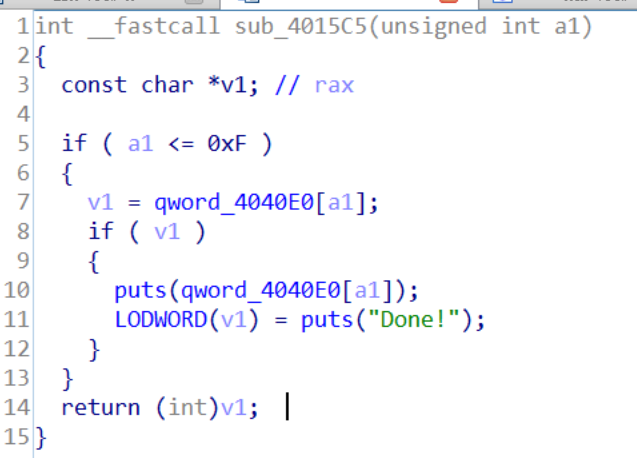 1 int __fastcall sub_4015C5(unsigned int a1)
2 {
3   const char *v1; // rax
4
5   if ( a1 <= 0xF )
6   {
7     v1 = qword_4040E0[a1];
8     if ( v1 )
9     {
10       puts(qword_4040E0[a1]);
11       LODWORD(v1) = puts("Done!");
12     }
13   }
14   return (int)v1;
15 }